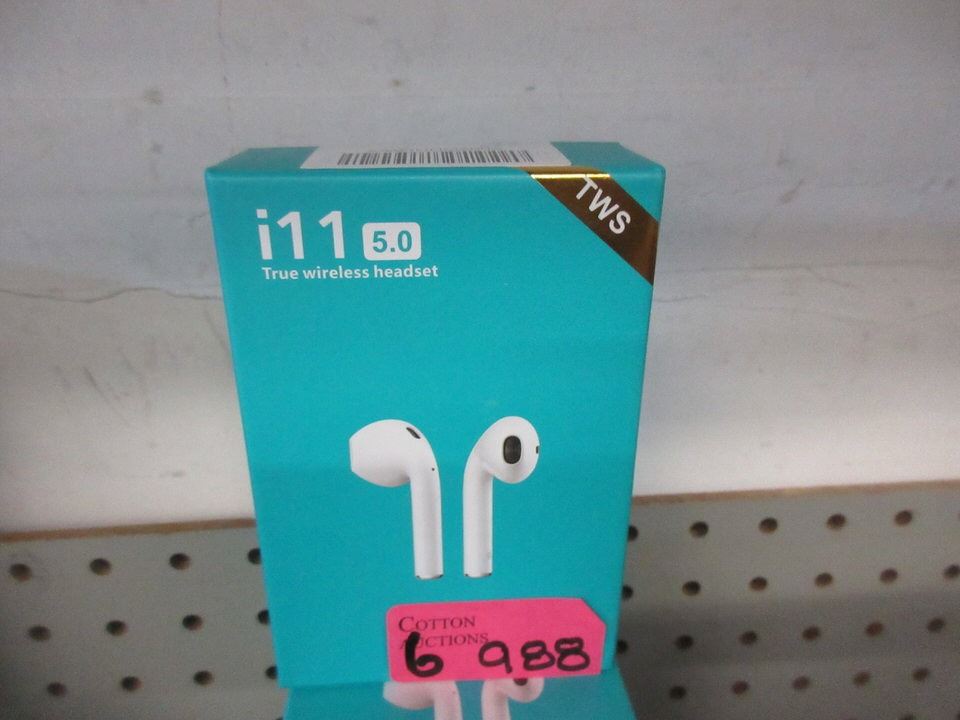 TWS
i11 5.0
True wireless headset
COTTON
AUCTIONS
6 988